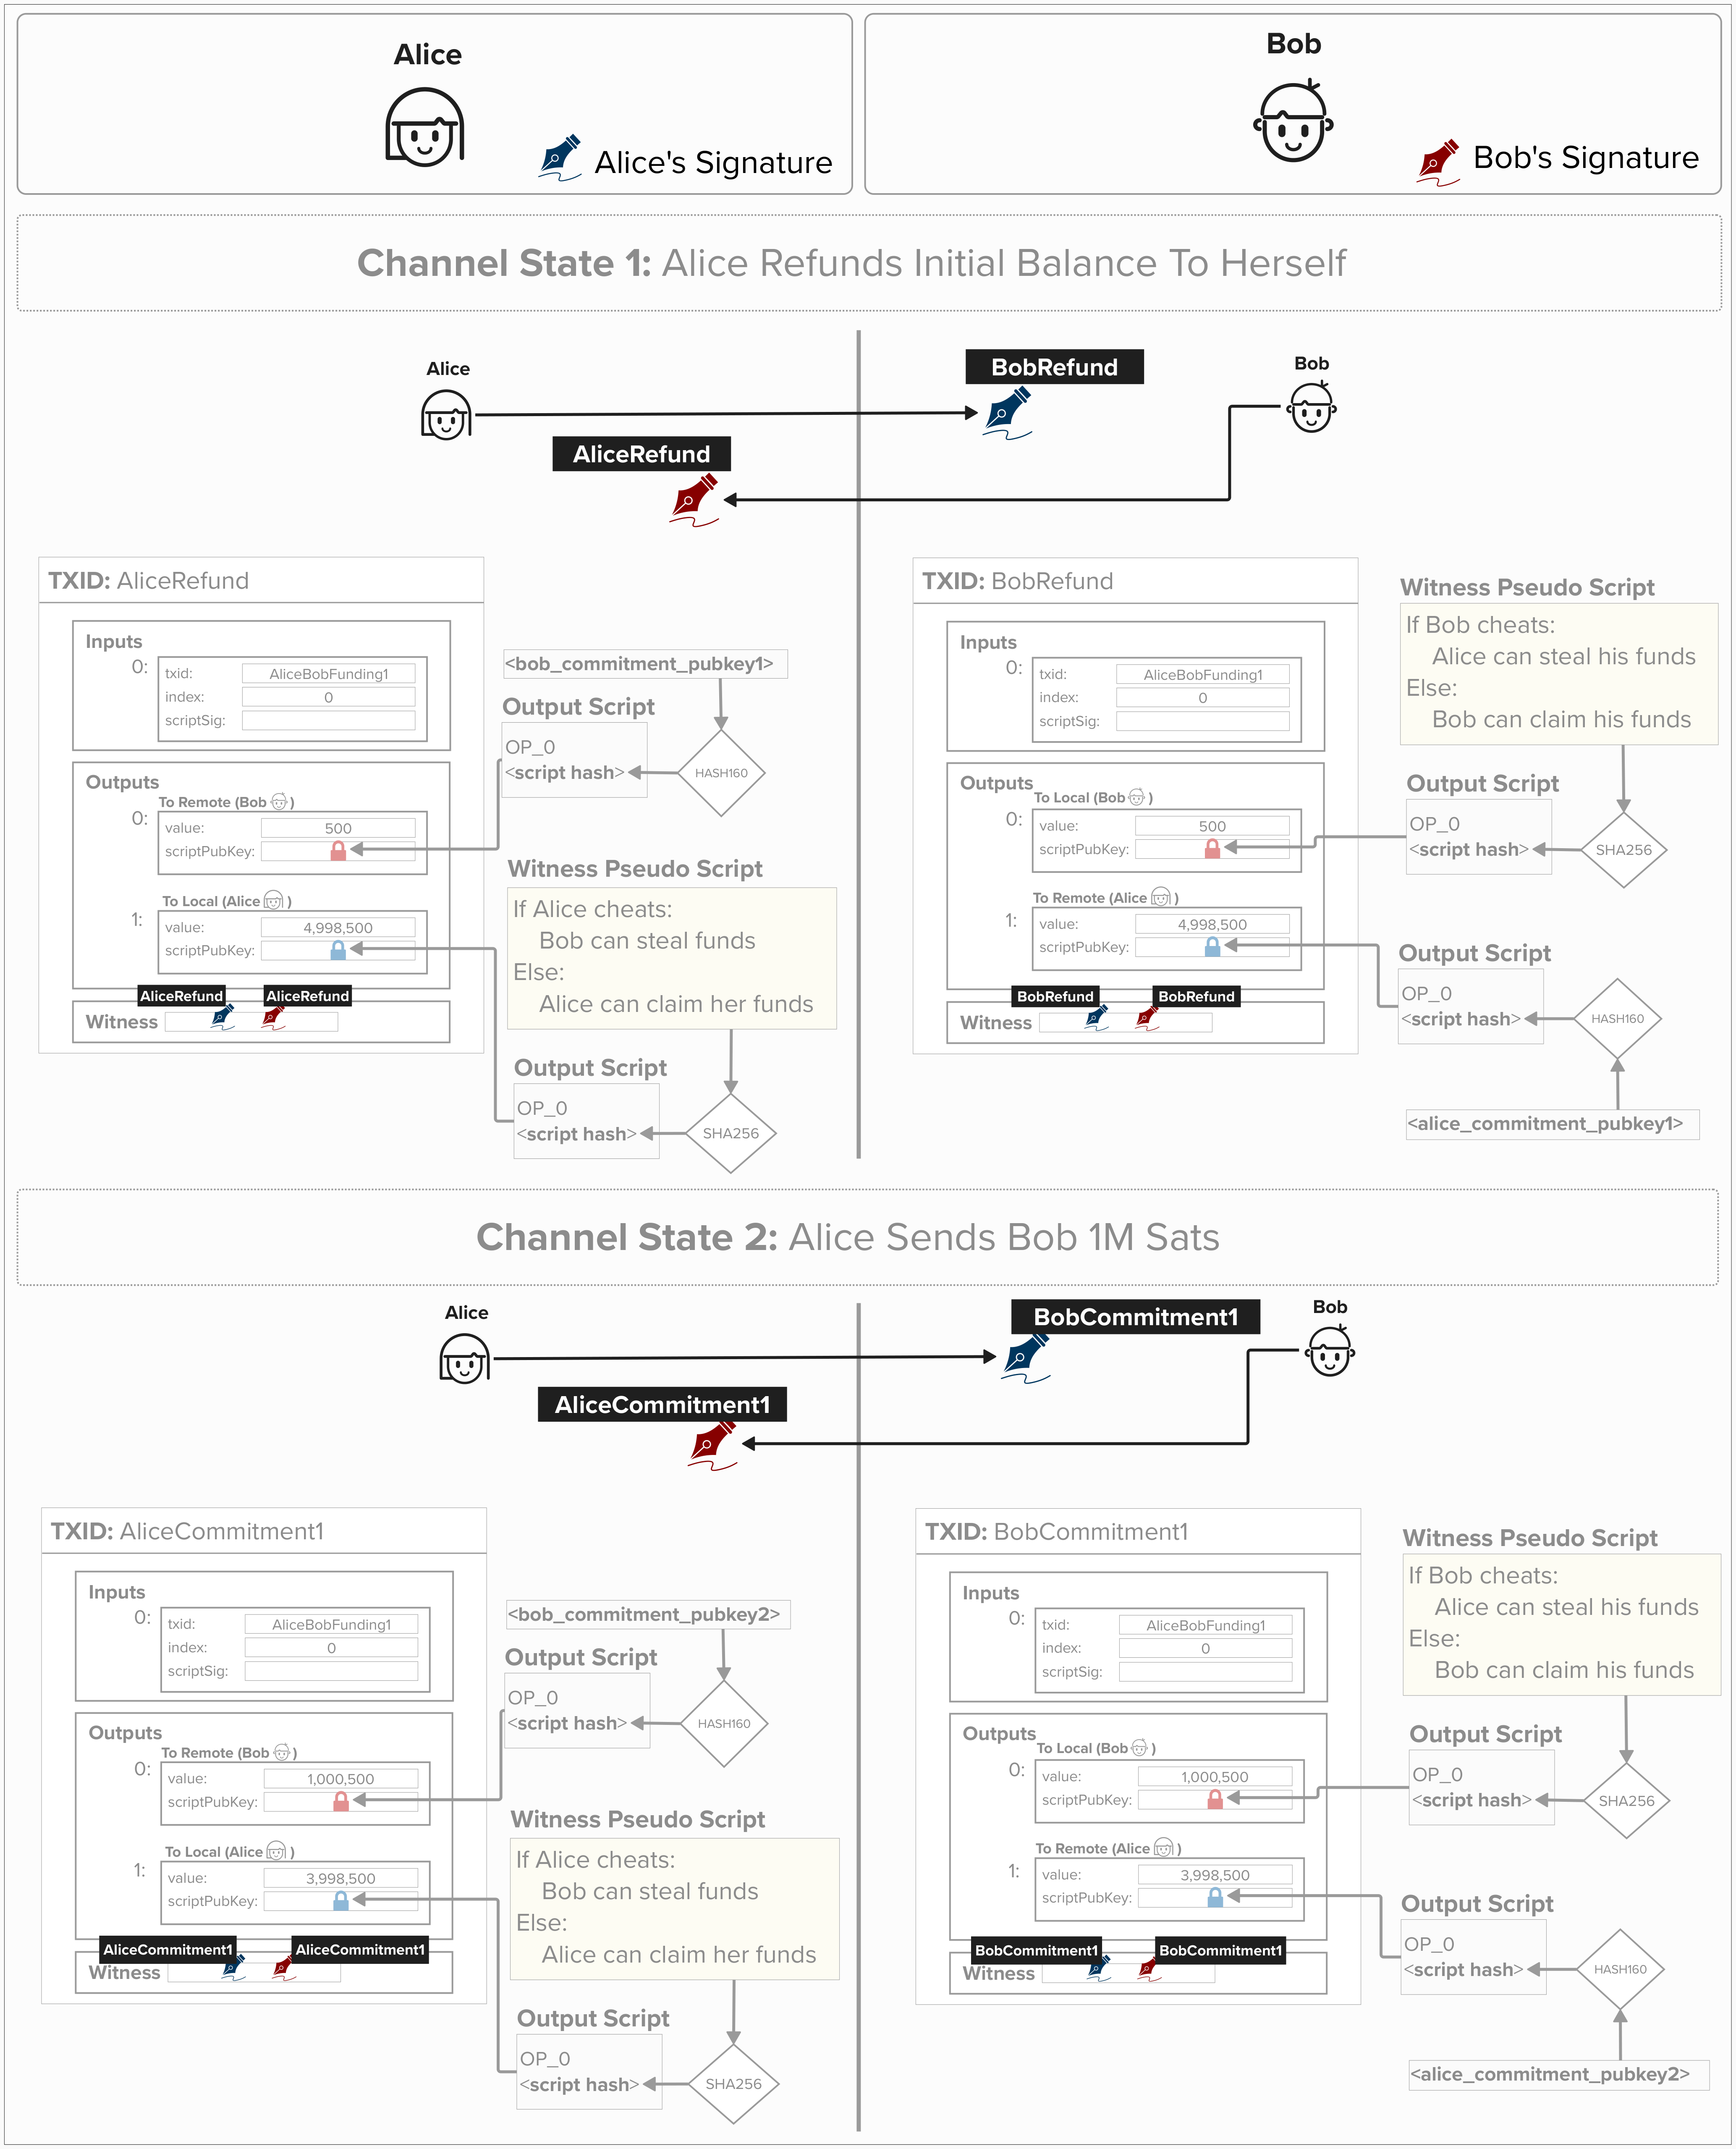 Alice
Alice's Signature
Bob
Bob's Signature
Channel State 1: Alice Refunds Initial Balance To Herself
Alice
BobRefund
Bob
AliceRefund
TXID: AliceRefund
Inputs
0:
txid:
AliceBobFunding1
index:
0
scriptSig:
Outputs
To Remote (Bob )
0:
value:
500
scriptPubKey:
To Local (Alice )
1:
value:
4,998,500
scriptPubKey:
AliceRefund
AliceRefund
Witness
<bob_commitment_pubkey1>
Output Script
OP_0
<script hash>
HASH160
Witness Pseudo Script
If Alice cheats:
Bob can steal funds
Else:
Alice can claim her funds
Output Script
OP_0
<script hash>
SHA256
TXID: BobRefund
Inputs
0:
txid:
AliceBobFunding1
index:
0
scriptSig:
Outputs
To Local (Bob )
0:
value:
500
scriptPubKey:
To Remote (Alice )
1:
value:
4,998,500
scriptPubKey:
BobRefund
BobRefund
Witness
Witness Pseudo Script
If Bob cheats:
Alice can steal his funds
Else:
Bob can claim his funds
Output Script
OP_0
<script hash>
SHA256
Output Script
OP_0
<script hash>
HASH160
<alice_commitment_pubkey1>
Channel State 2: Alice Sends Bob 1M Sats
Alice
BobCommitment1
Bob
AliceCommitment1
TXID: AliceCommitment1
Inputs
0:
txid:
AliceBobFunding1
index:
0
scriptSig:
Outputs
To Remote (Bob )
0:
value:
1,000,500
scriptPubKey:
To Local (Alice )
1:
value:
3,998,500
scriptPubKey:
AliceCommitment1
AliceCommitment1
Witness
<bob_commitment_pubkey2>
Output Script
OP_0
<script hash>
HASH160
Witness Pseudo Script
If Alice cheats:
Bob can steal funds
Else:
Alice can claim her funds
Output Script
OP_0
<script hash>
SHA256
TXID: BobCommitment1
Inputs
0:
txid:
AliceBobFunding1
index:
0
scriptSig:
Outputs
To Local (Bob )
0:
value:
1,000,500
scriptPubKey:
To Remote (Alice )
1:
value:
3,998,500
scriptPubKey:
BobCommitment1
BobCommitment1
Witness
Witness Pseudo Script
If Bob cheats:
Alice can steal his funds
Else:
Bob can claim his funds
Output Script
OP_0
<script hash>
SHA256
Output Script
OP_0
<script hash>
HASH160
<alice_commitment_pubkey2>